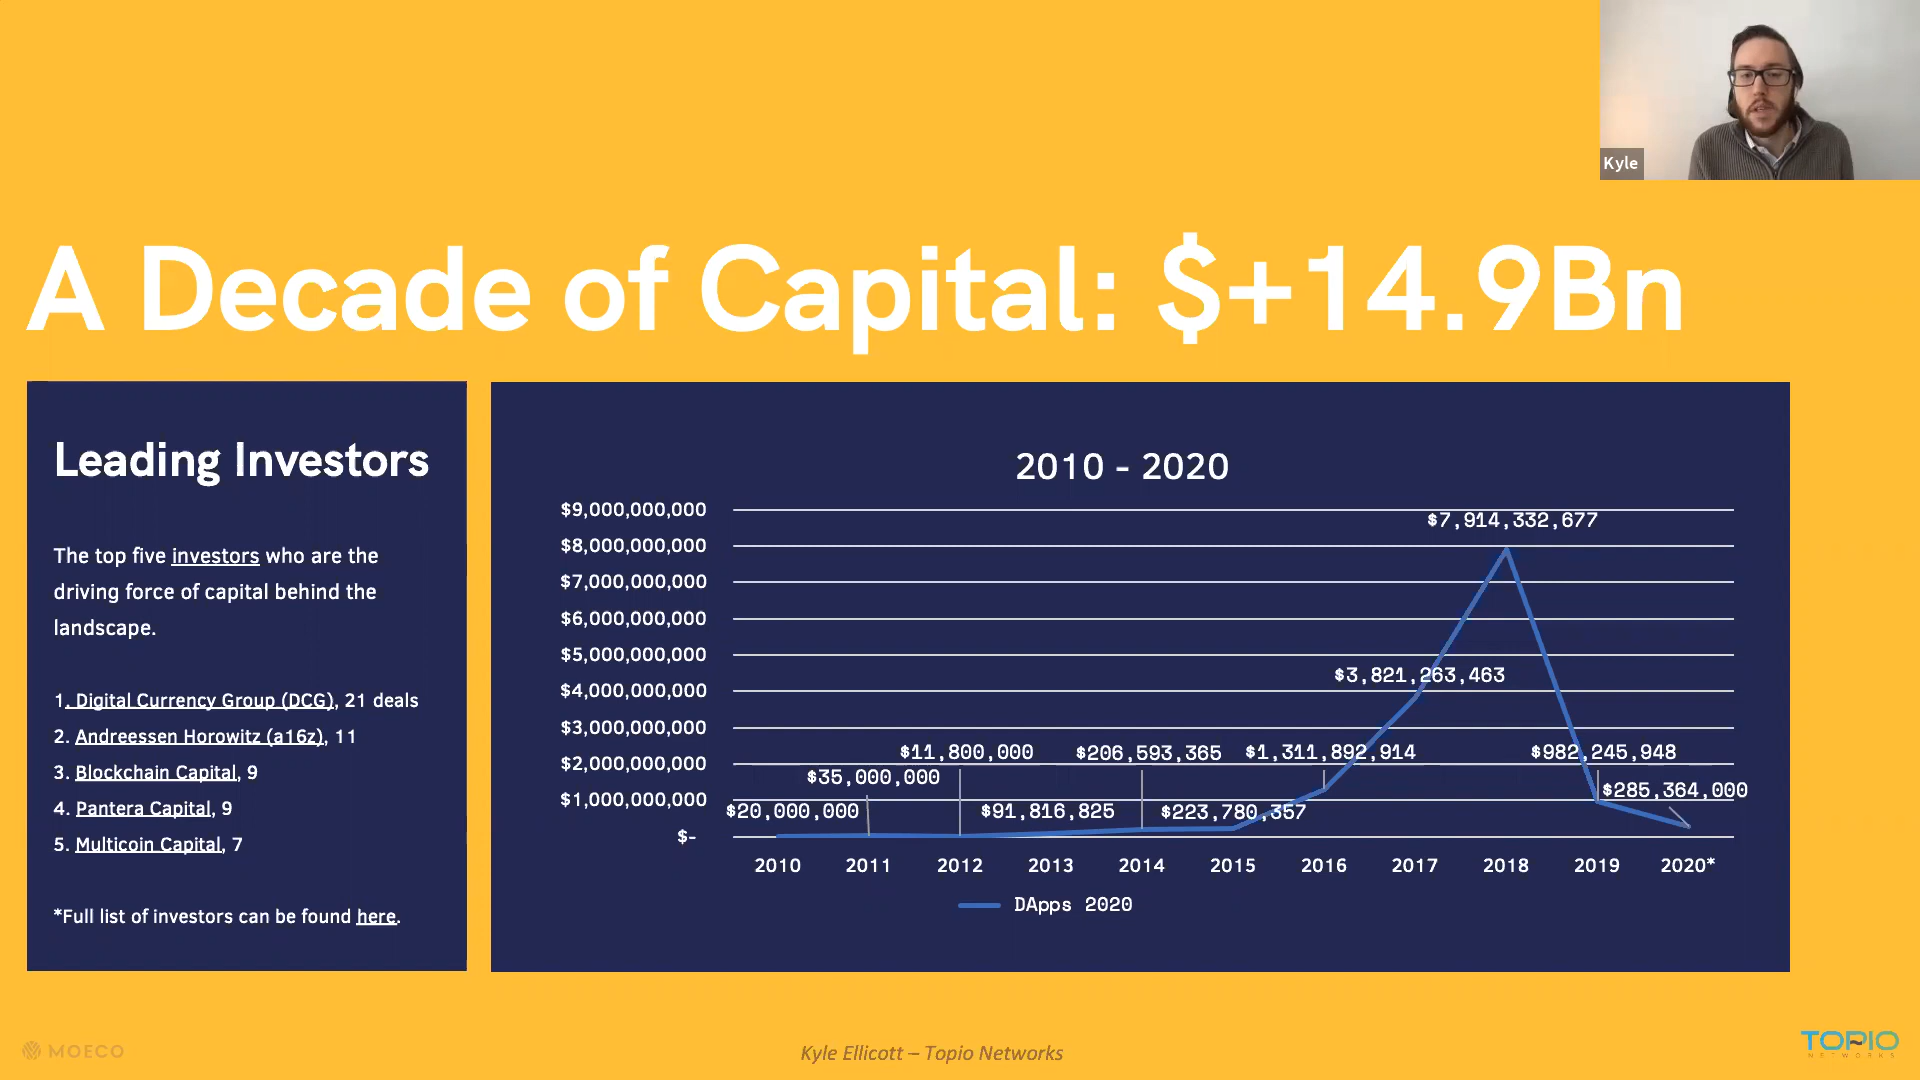 Kyle
A Decade of Capital: $+14.9Bn
Leading Investors
The top five investors who are the
driving force of capital behind the
landscape.
1. Digital Currency Group (DCG), 21 deals
2. Andreessen Horowitz (a16z), 11
3. Blockchain Capital, 9
4. Pantera Capital, 9
5. Multicoin Capital, 7
*Full list of investors can be found here.
2010 - 2020
$9,000,000,000
$8,000,000,000
$7,000,000,000
$6,000,000,000
$5,000,000,000
$4,000,000,000
$3,000,000,000
$2,000,000,000
$1,000,000,000
$-
$20,000,000
$35,000,000
$11,800,000
$91,816,825
$206,593,365
$223,780,357
$1,311,892,914
$3,821,263,463
$7,914,332,677
$982,245,948
$285,364,000
2010 2011 2012 2013 2014 2015 2016 2017 2018 2019 2020*
DApps 2020
MOECO
Kyle Ellicott – Topio Networks
TOPIO
NETWORKS